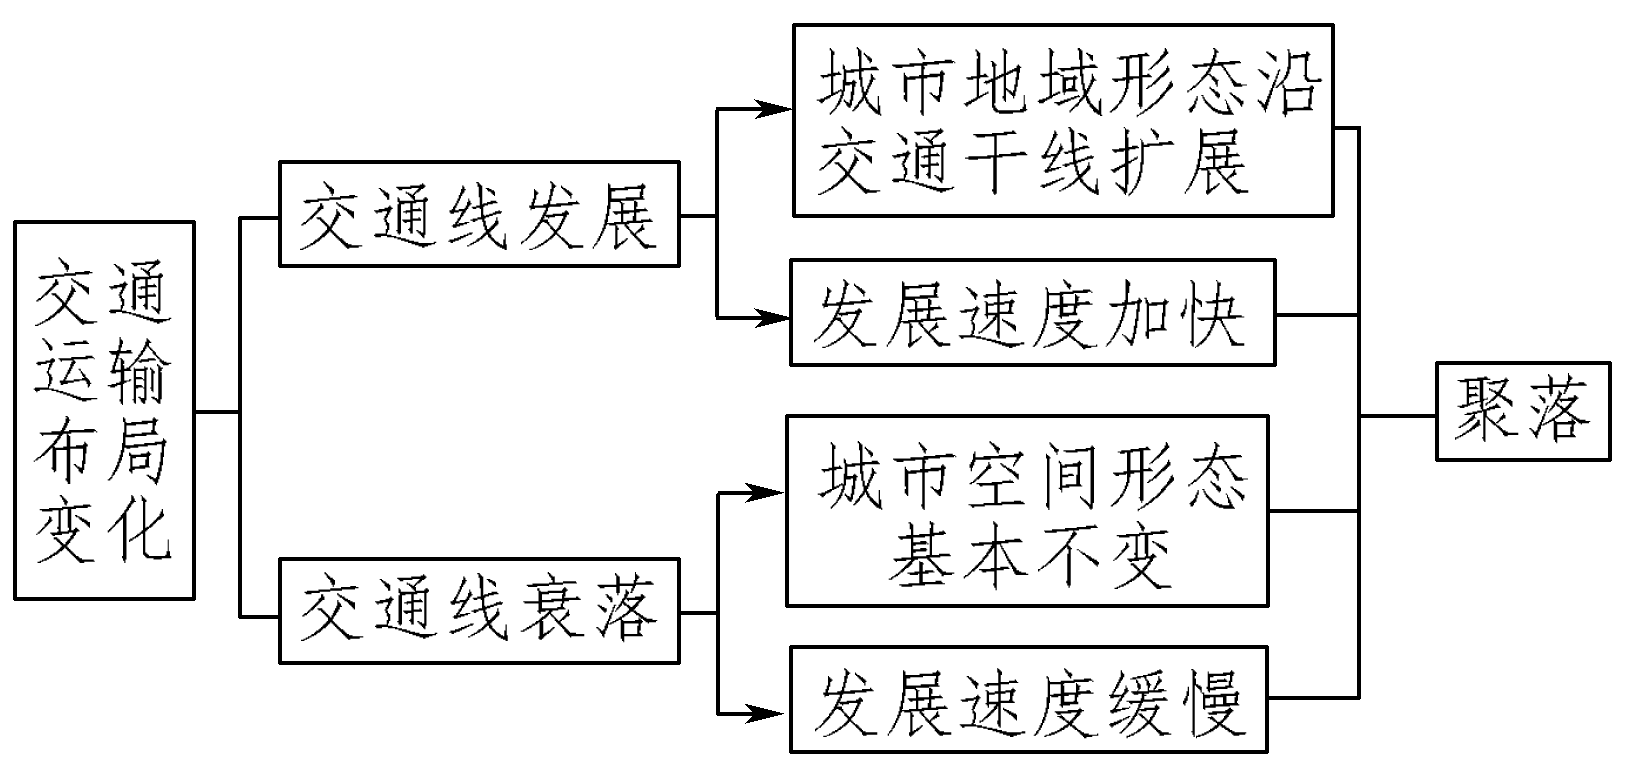 交通
运输
布局
变化
交通线发展
城市地域形态沿
交通干线扩展
发展速度加快
交通线衰落
城市空间形态
基本不变
发展速度缓慢
聚落